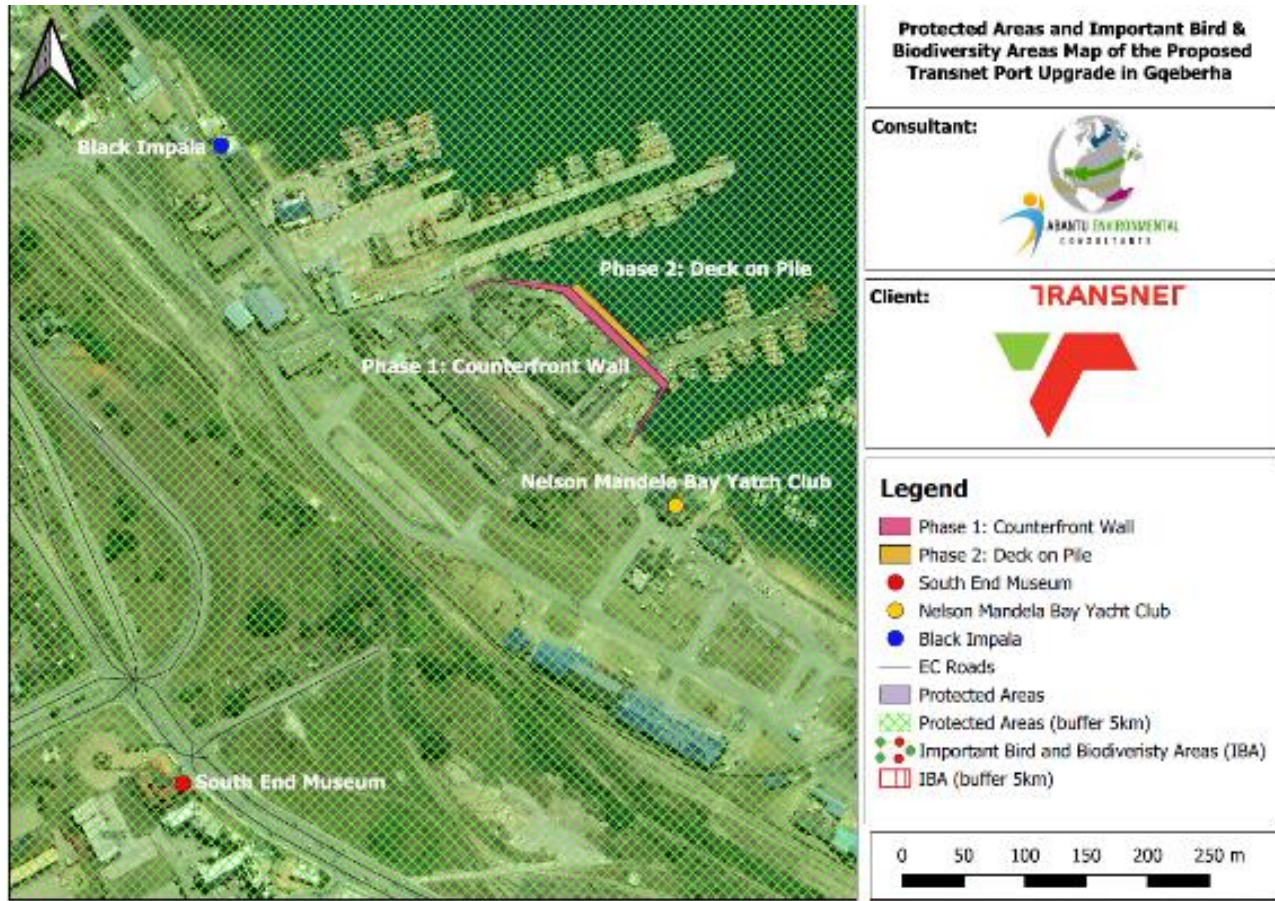 Protected Areas and Important Bird &
Biodiversity Areas Map of the Proposed
Transnet Port Upgrade in Gqeberha
Consultant:
ABANTU ENVIRONMENTAL
CONSULTANTS
Client:
TRANSNET
Black Impala
Phase 2: Deck on Pile
Phase 1: Counterfront Wall
Nelson Mandela Bay Yatch Club
South End Museum
Legend
Phase 1: Counterfront Wall
Phase 2: Deck on Pile
South End Museum
Nelson Mandela Bay Yacht Club
Black Impala
EC Roads
Protected Areas
Protected Areas (buffer 5km)
Important Bird and Biodiveristy Areas (IBA)
IBA (buffer 5km)
0 50 100 150 200 250 m